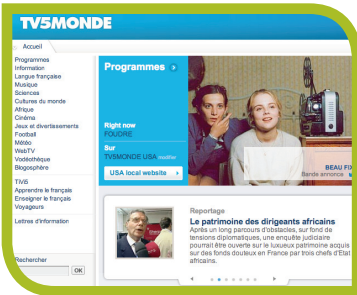 TV5MONDE
Accueil
Programmes
Information
Langue française
Musique
Sciences
Cultures du monde
Afrique
Cinéma
Jeux et divertissements
Football
Météo
WebTV
Vodéothèque
Blogosphère
TV5
Apprendre le français
Enseigner le français
Voyageurs
Lettres d'information
Rechercher
OK
Programmes
Right now
FOUDRE
Sur
TV5MONDE USA modifier
USA local website
BEAU FIX
Bande annonce
Reportage
Le patrimoine des dirigeants africains
Après un long parcours d'obstacles, sur fond de
tensions diplomatiques, une enquête judiciaire
pourrait être ouverte sur le luxueux patrimoine acquis
sur des fonds douteux en France par trois chefs d'Etat
africains.